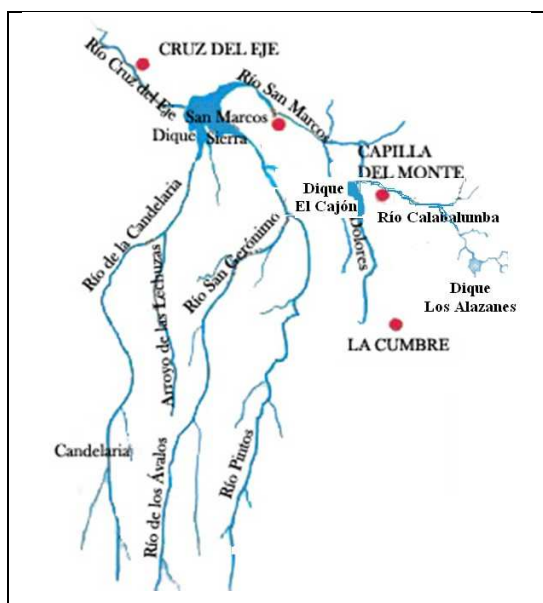 CRUZ DEL EJE
Río Cruz del Eje
Río San Marcos
San Marcos
Dique Sierra
CAPILLA
DEL MONTE
Dique
El Cajón
Río Calabalumba
Dolores
Dique
Los Alazanes
LA CUMBRE
Río de la Candelaria
Arroyo de las Lechuzas
Río San Gerónimo
Candelaria
Río de los Ávalos
Río Pintos